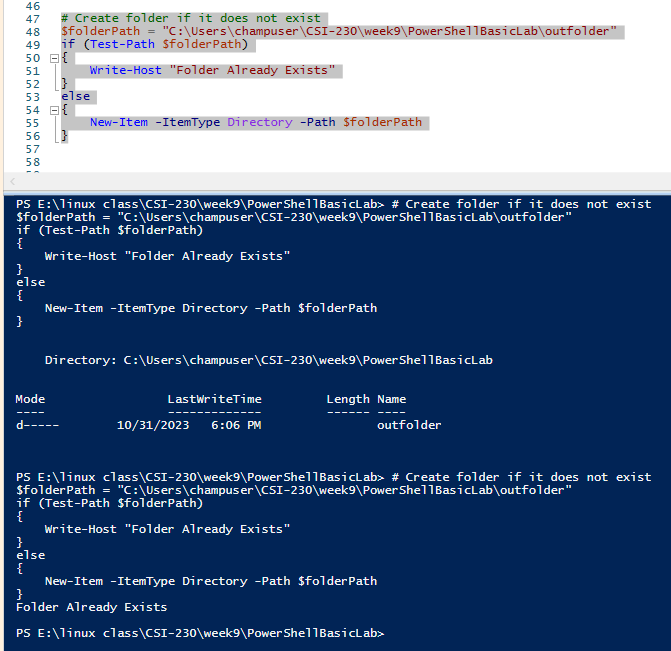 46
47 # Create folder if it does not exist
48 $folderPath = "C:\Users\champuser\CSI-230\week9\PowerShellBasicLab\outfolder"
49 if (Test-Path $folderPath)
50 {
51     Write-Host "Folder Already Exists"
52 }
53 else
54 {
55     New-Item -ItemType Directory -Path $folderPath
56 }
57
58
PS E:\linux class\CSI-230\week9\PowerShellBasicLab> # Create folder if it does not exist
$folderPath = "C:\Users\champuser\CSI-230\week9\PowerShellBasicLab\outfolder"
if (Test-Path $folderPath)
{
    Write-Host "Folder Already Exists"
}
else
{
    New-Item -ItemType Directory -Path $folderPath
}
    Directory: C:\Users\champuser\CSI-230\week9\PowerShellBasicLab
Mode                LastWriteTime         Length Name
----                -------------         ------ ----
d-----       10/31/2023   6:06 PM                outfolder
PS E:\linux class\CSI-230\week9\PowerShellBasicLab> # Create folder if it does not exist
$folderPath = "C:\Users\champuser\CSI-230\week9\PowerShellBasicLab\outfolder"
if (Test-Path $folderPath)
{
    Write-Host "Folder Already Exists"
}
else
{
    New-Item -ItemType Directory -Path $folderPath
}
Folder Already Exists
PS E:\linux class\CSI-230\week9\PowerShellBasicLab>